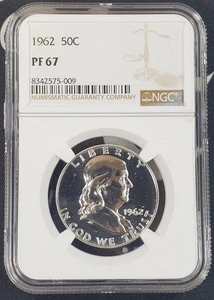 1962 50C
PF 67
8342575-009
NUMISMATIC GUARANTY COMPANY
NGC
LIBERTY
1962
IN GOD WE TRUST